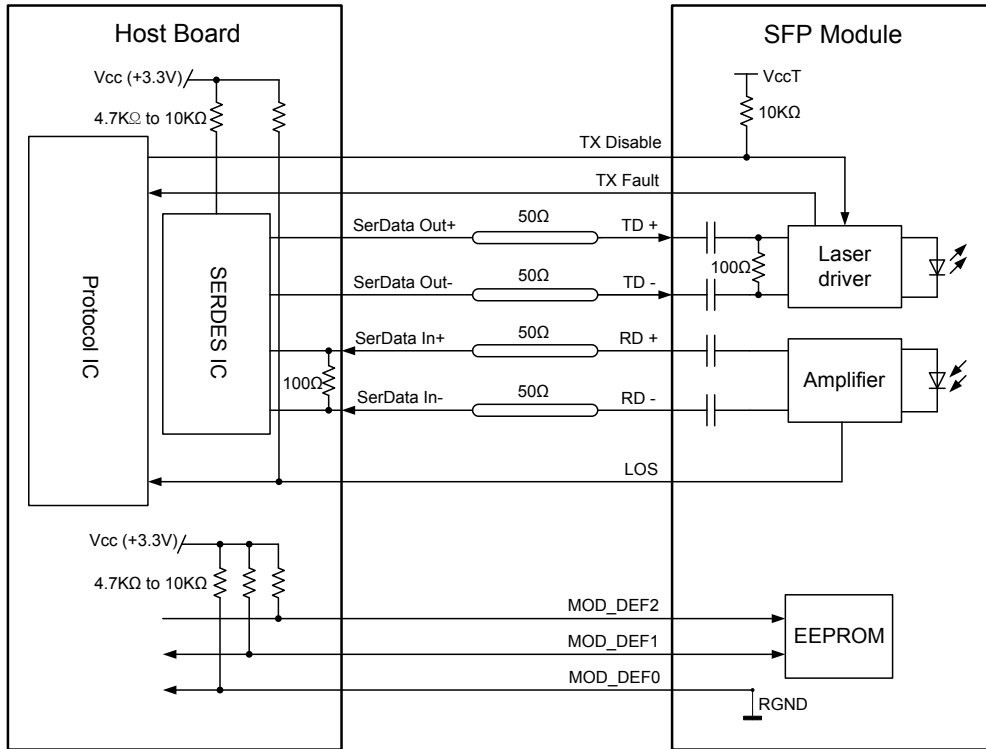 Host Board
SFP Module
Vcc (+3.3V)
VccT
4.7KΩ to 10KΩ
10KΩ
TX Disable
TX Fault
SerData Out+
50Ω
TD +
Protocol IC
SERDES IC
100Ω
Laser
driver
SerData Out-
50Ω
TD -
SerData In+
50Ω
RD +
100Ω
Amplifier
SerData In-
50Ω
RD -
LOS
Vcc (+3.3V)
4.7KΩ to 10KΩ
MOD_DEF2
MOD_DEF1
EEPROM
MOD_DEF0
RGND